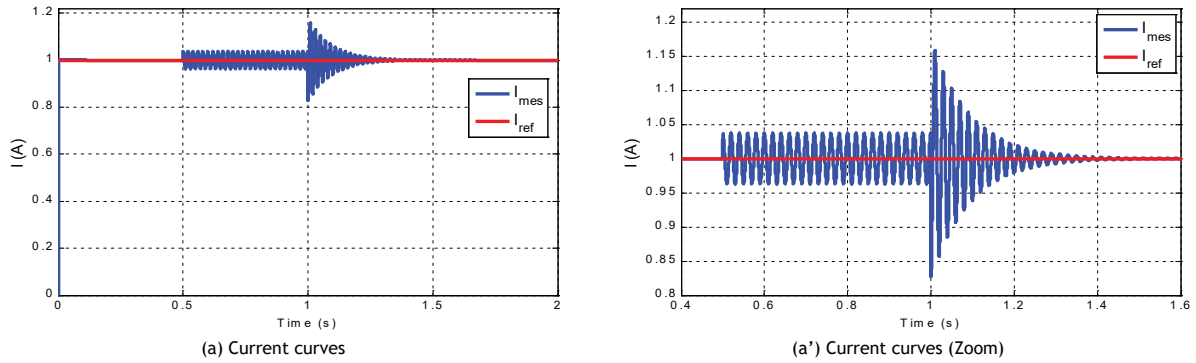 1.2
1
0.8
0.6
0.4
0.2
0
I (A)
0
0.5
1
1.5
2
Time (s)
I_mes
I_ref
(a) Current curves
1.2
1.15
1.1
1.05
1
0.95
0.9
0.85
0.8
I (A)
0.4
0.6
0.8
1
1.2
1.4
1.6
Time (s)
I_mes
I_ref
(a') Current curves (Zoom)